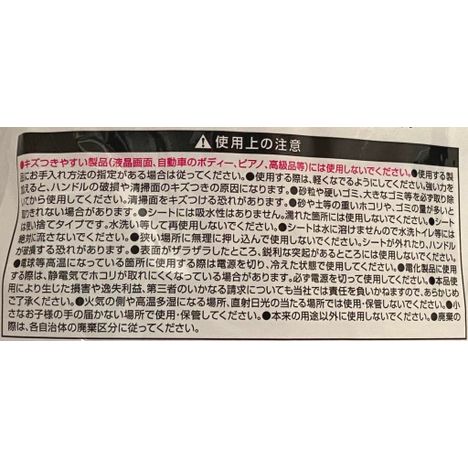 使用上の注意
●キズつきやすい製品(液晶画面、自動車のボディー、ピアノ、高級品等)には使用しないでください。●使用する製
品にお手入れ方法の指定がある場合は従ってください。●使用する際は、軽くなでるようにしてください。強い力を
加えると、ハンドルの破損や清掃面のキズつきの原因になります。●砂粒や硬いゴミ、大きなゴミ等を必ず取り除
いてから使用してください。清掃面をキズつける恐れがあります。●砂や土等の重いホコリや、ゴミの量が多いと
取りきれない場合があります。●シートには吸水性はありません。濡れた箇所には使用しないでください。●シート
は使い捨てタイプです。水洗い等して再使用しないでください。●シートは水に溶けませんので水洗トイレ等には
絶対に流さないでください。●狭い場所に無理に押し込んで使用しないでください。シートが外れたり、ハンドル
が破損する恐れがあります。●表面がザラザラしたところ、鋭利な突起があるところには使用しないでください。
●電球等高温になっている箇所に使用する際は電源を切り、冷えた状態で使用してください。●電化製品に使用
する際は、静電気でホコリが取れにくくなっています。必ず電源を切って使用してください。●本品使
用により生じた損害や逸失利益、第三者のいかなる請求についても当社では責任を負いかねますので、あらかじめ
ご了承ください。●火気の側や高温多湿になる場所、直射日光の当たる場所では使用・保管しないでください。●小
さなお子様の手の届かない場所で使用・保管してください。●本来の用途以外に使用しないでください。●廃棄の
際は、各自治体の廃棄区分に従ってください。